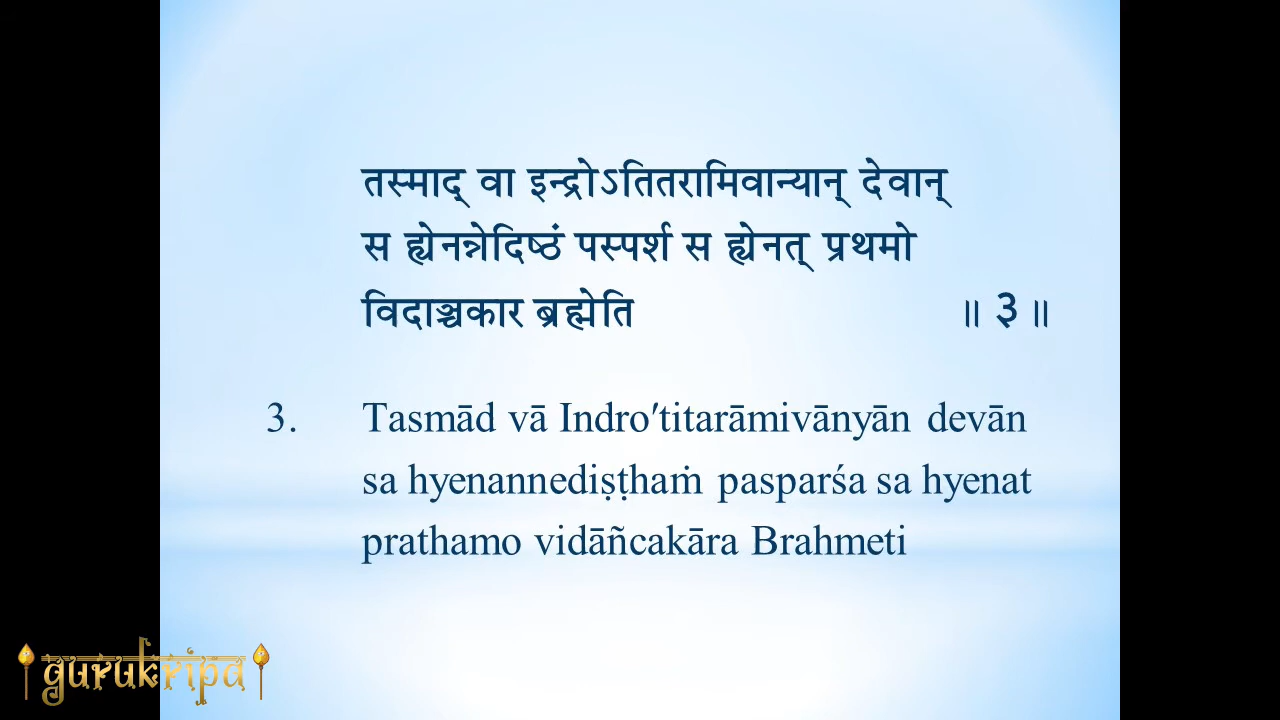 तस्माद् वा इन्द्रोऽतितरामिवान्यान् देवान्
स ह्येनन्नेदिष्ठं पस्पर्श स ह्येनत् प्रथमो
विदाञ्चकार ब्रह्मेति ॥ ३ ॥
3. Tasmād vā Indro′titarāmivānyān devān
sa hyenannediṣṭhaṁ pasparśa sa hyenat
prathamo vidāñcakāra Brahmeti
gurukripa